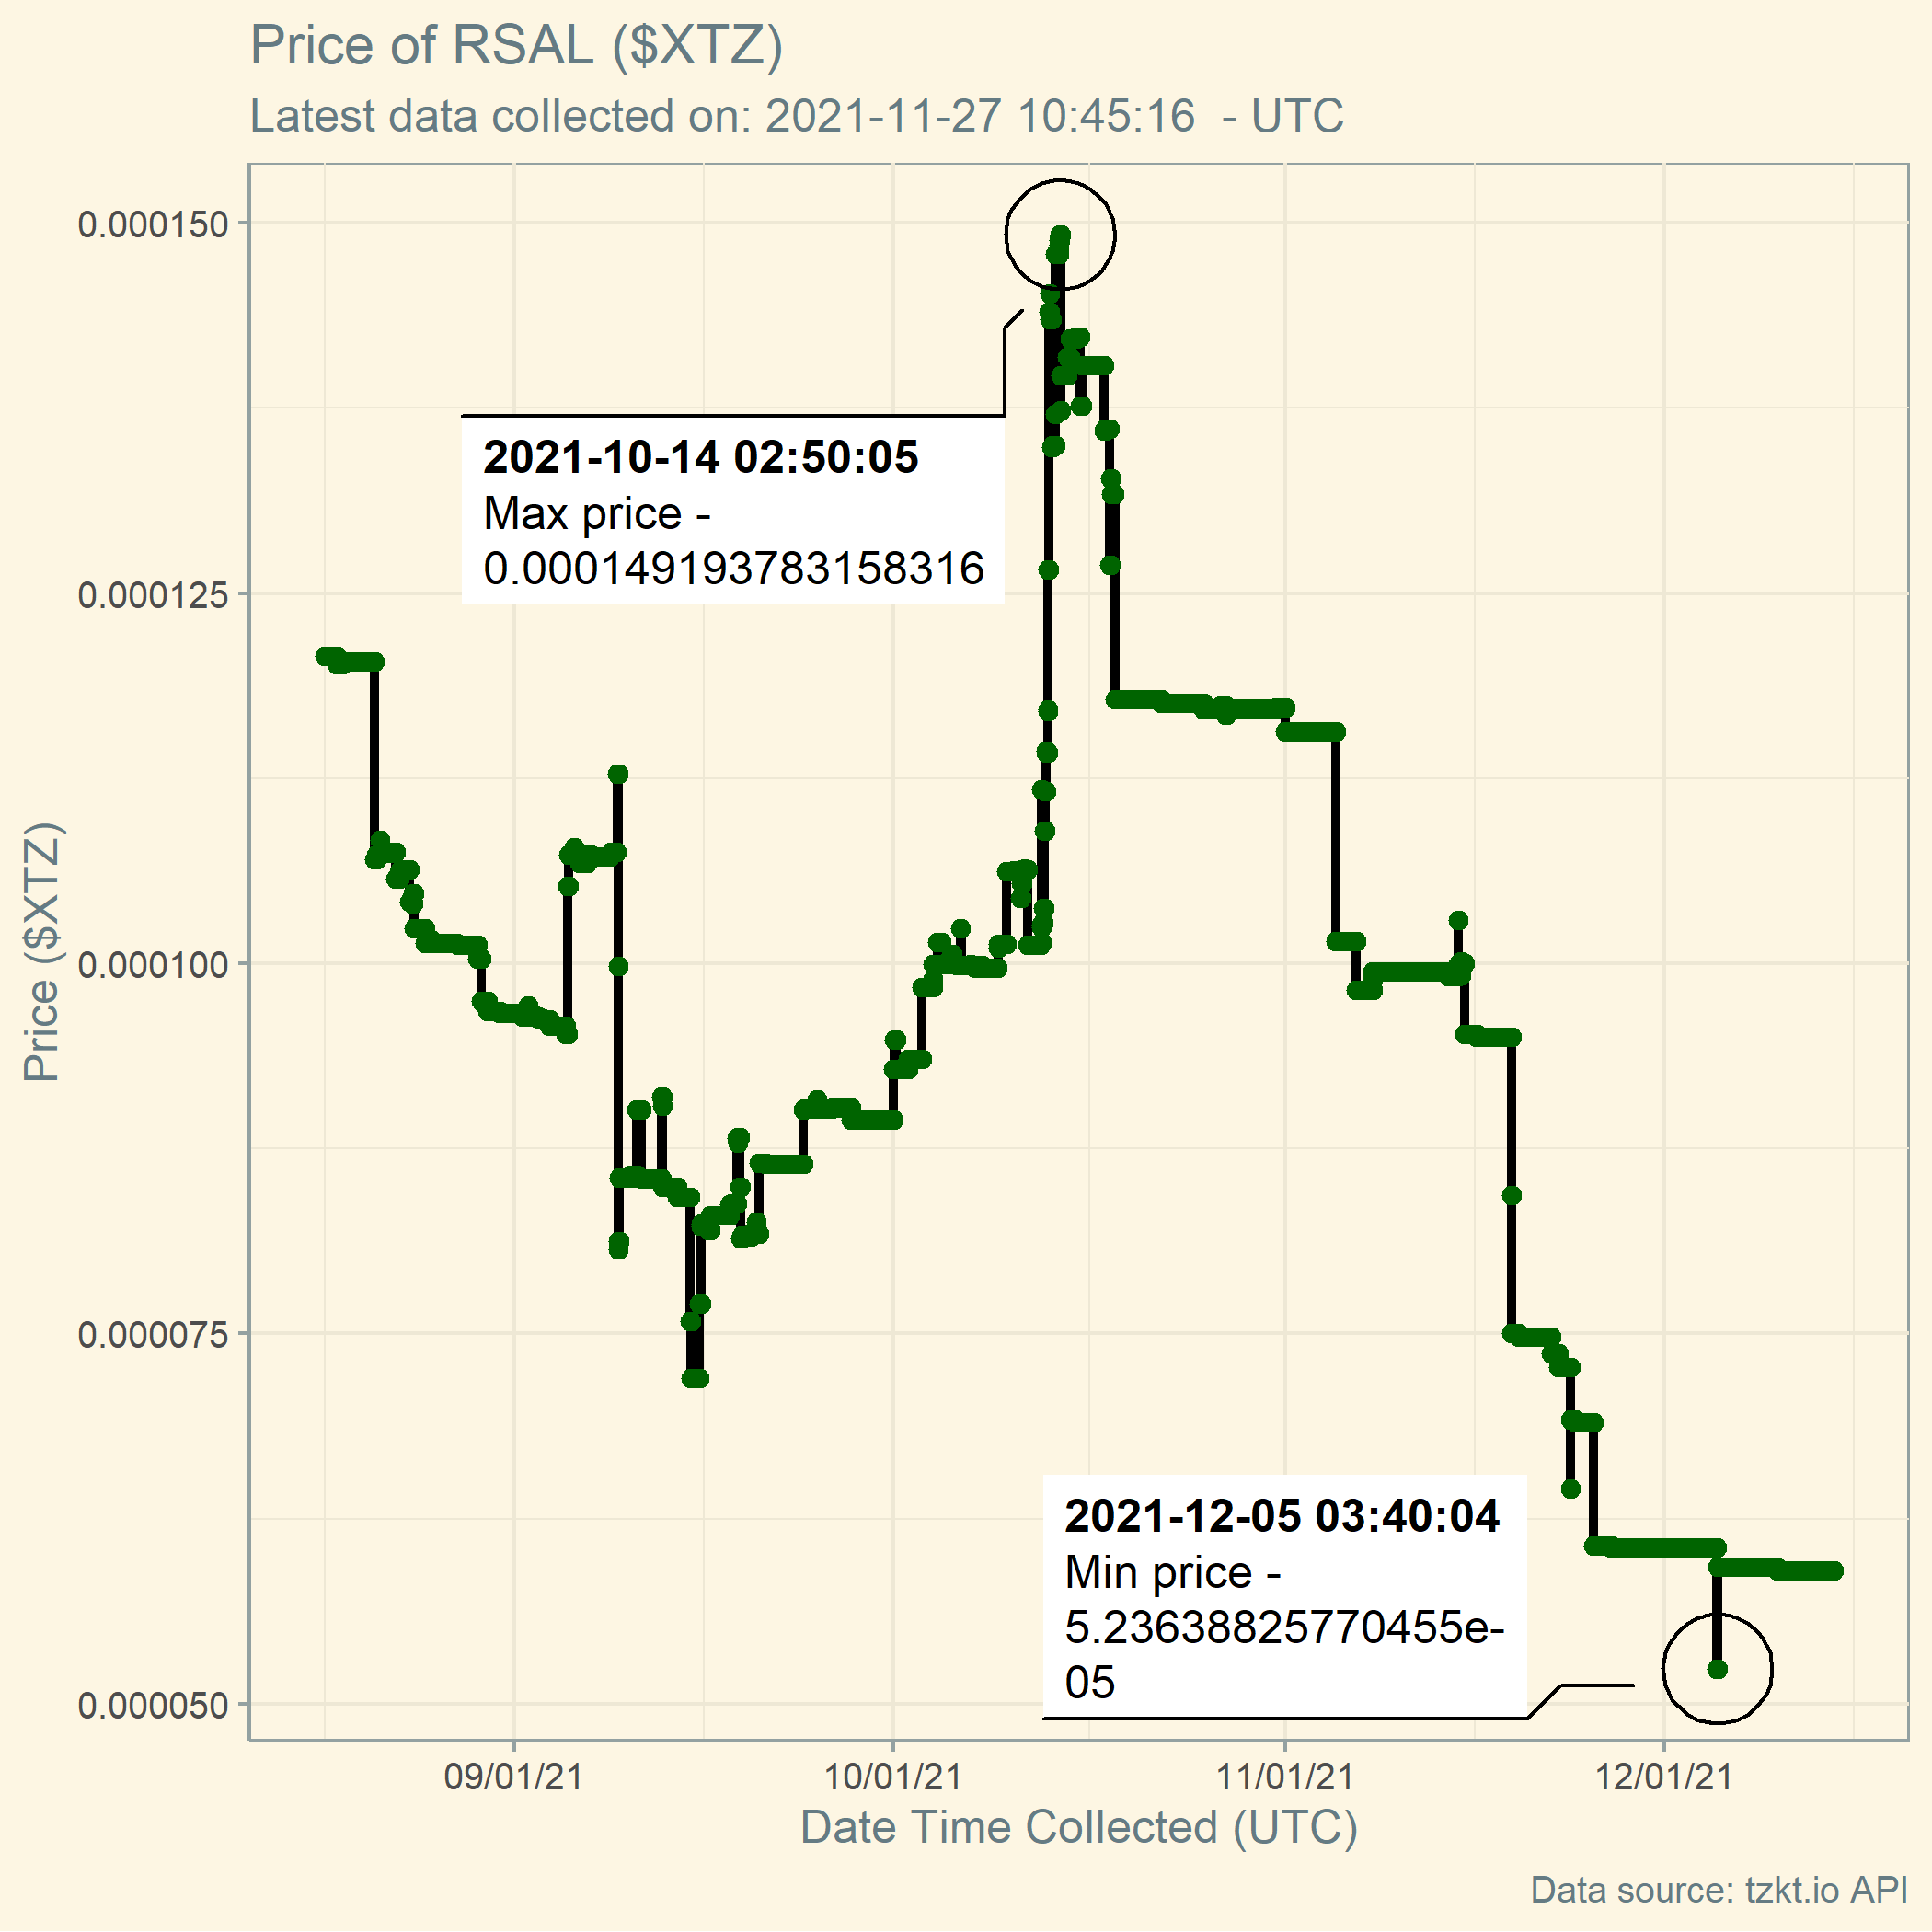 Price of RSAL ($XTZ)
Latest data collected on: 2021-11-27 10:45:16  - UTC
0.000150
0.000125
0.000100
0.000075
0.000050
Price ($XTZ)
2021-10-14 02:50:05
Max price -
0.000149193783158316
2021-12-05 03:40:04
Min price -
5.23638825770455e-
05
09/01/21
10/01/21
11/01/21
12/01/21
Date Time Collected (UTC)
Data source: tzkt.io API